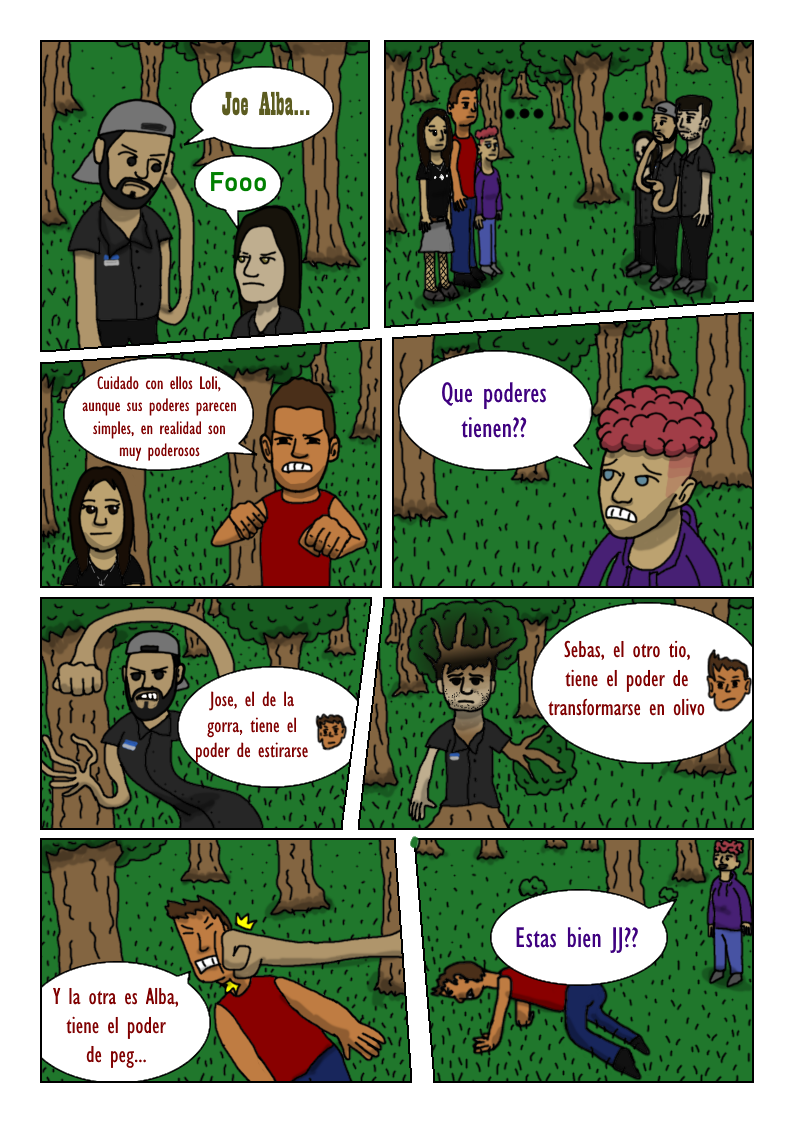 Joe Alba...
Fooo
Cuidado con ellos Loli,
aunque sus poderes parecen
simples, en realidad son
muy poderosos
Que poderes
tienen??
Jose, el de la
gorra, tiene el
poder de estirarse
Sebas, el otro tio,
tiene el poder de
transformarse en olivo
Y la otra es Alba,
tiene el poder
de peg...
Estas bien JJ??